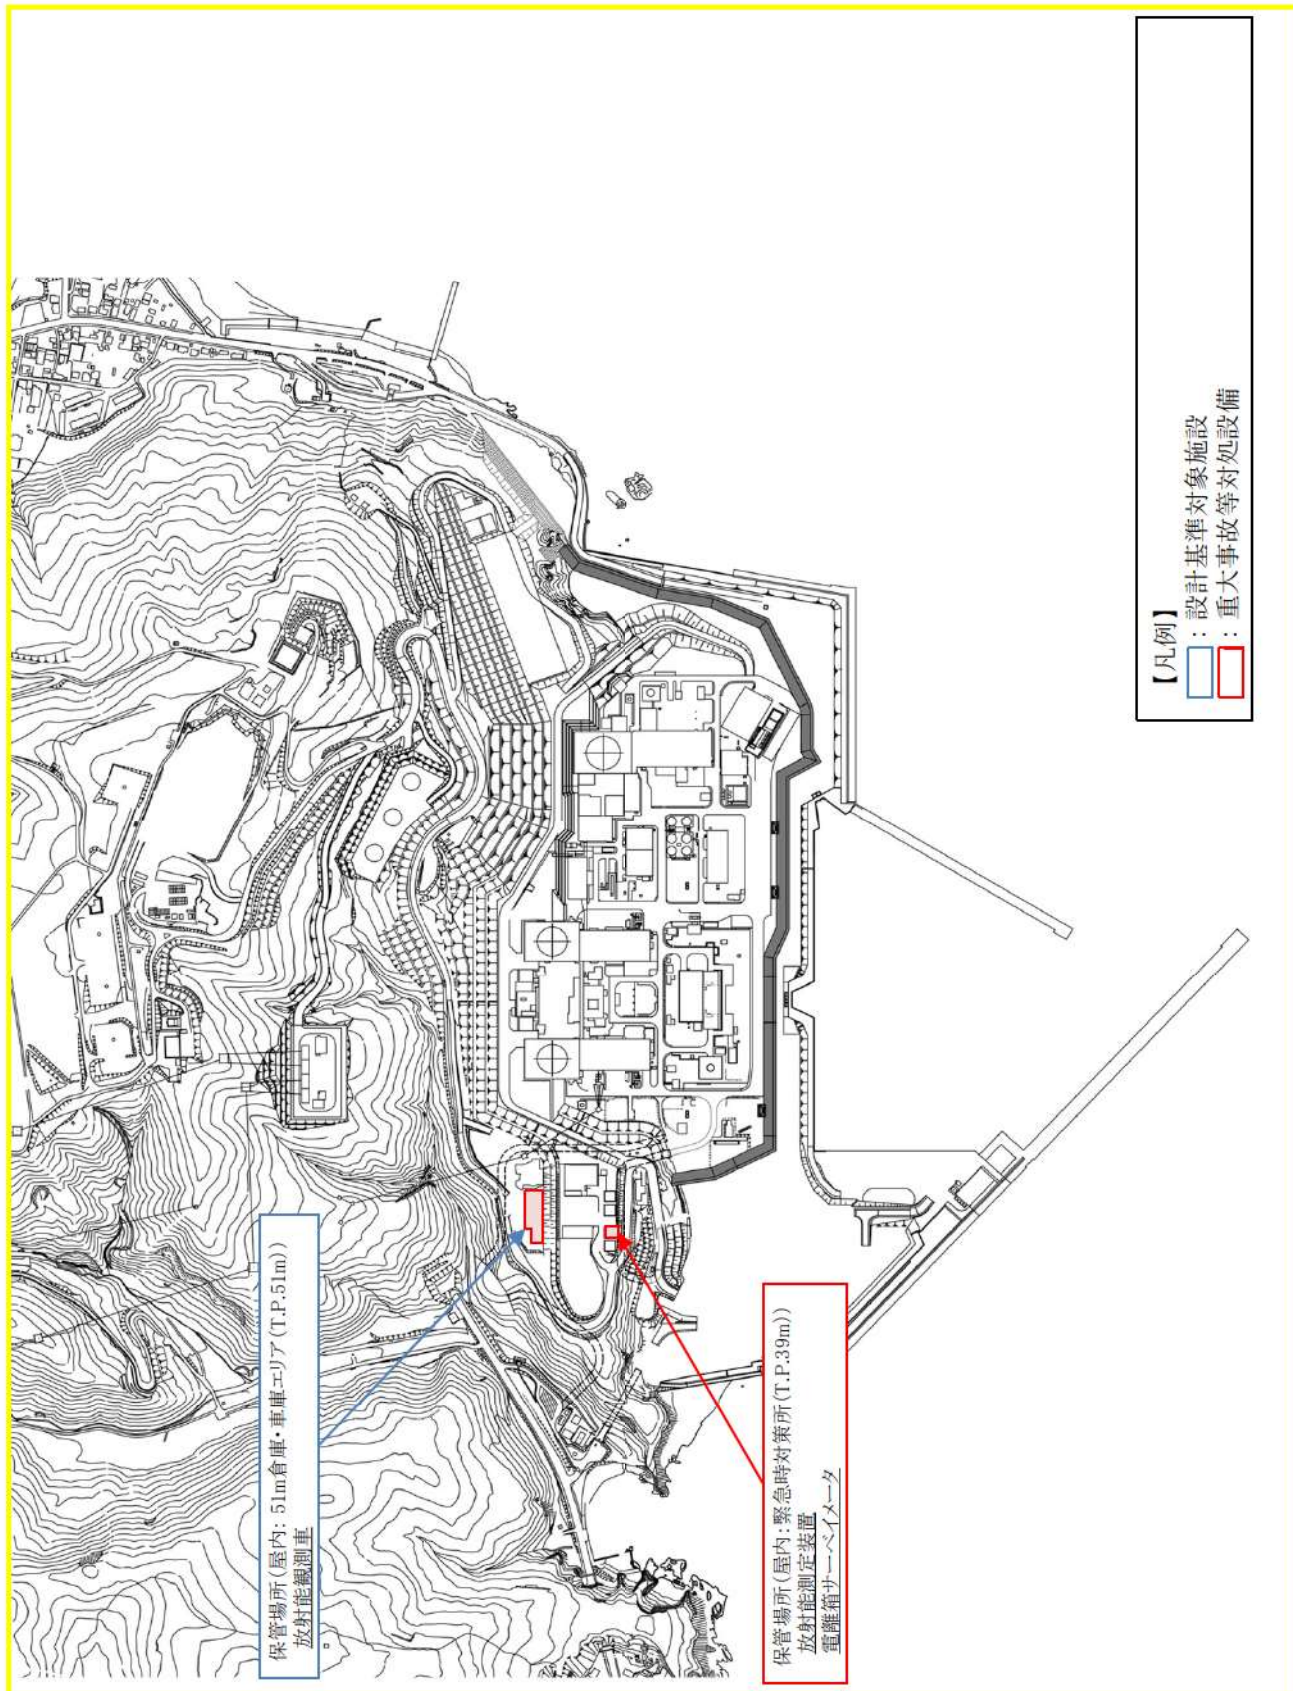 保管場所(屋内:51m倉庫・車庫エリア(T.P.51m))
放射能観測車
保管場所(屋内:緊急時対策所(T.P.39m))
放射能測定装置
電離箱サーベイメータ
【凡例】
:設計基準対象施設
:重大事故等対処設備